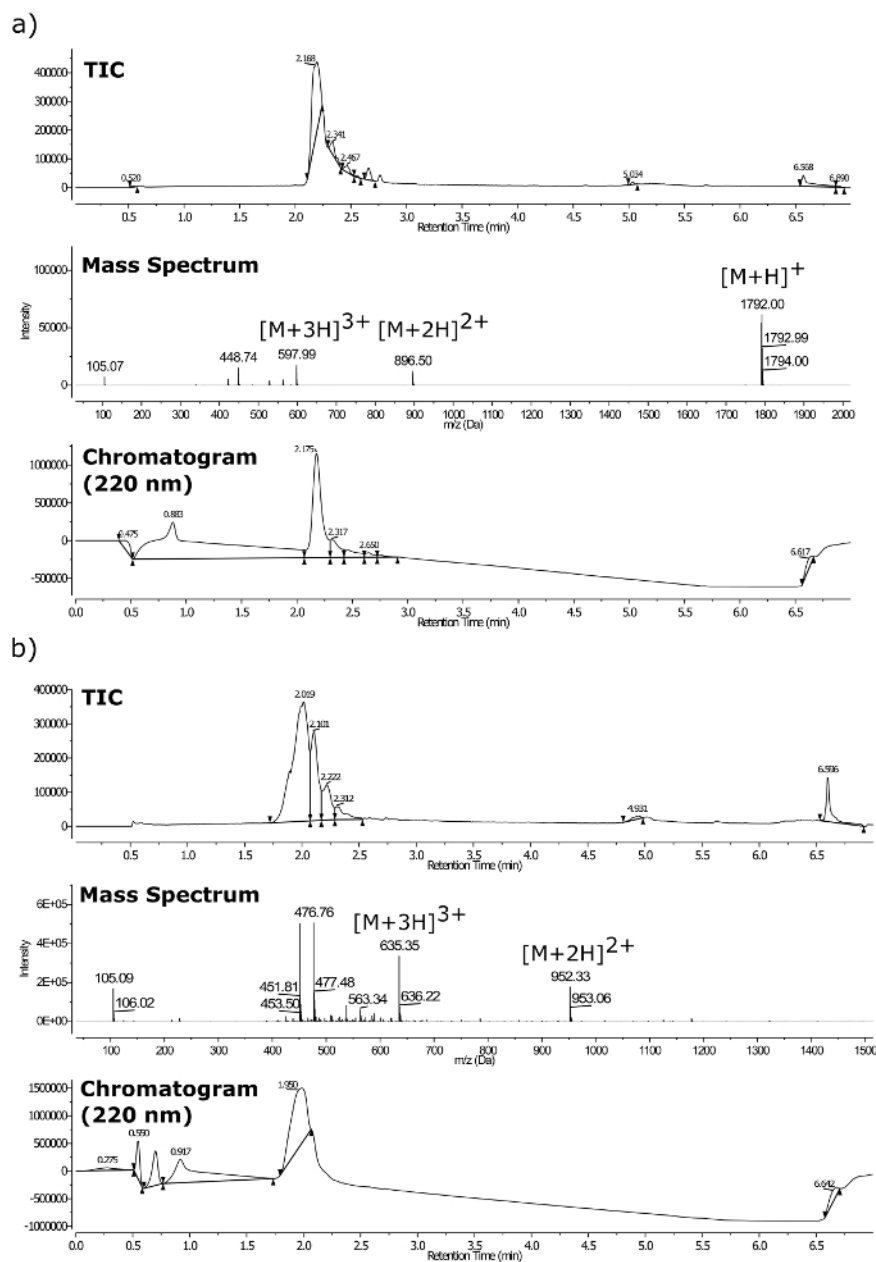 a)
TIC
2.168
2.341
2.467
0.520
5.034
6.568
6.890
400000
300000
200000
100000
0
0.5 1.0 1.5 2.0 2.5 3.0 3.5 4.0 4.5 5.0 5.5 6.0 6.5
Retention Time (min)
Mass Spectrum
[M+H]+
[M+3H]3+ [M+2H]2+
1792.00
1792.99
1794.00
105.07
448.74
597.99
896.50
Intensity
100000
50000
0
100 200 300 400 500 600 700 800 900 1000 1100 1200 1300 1400 1500 1600 1700 1800 1900 2000
m/z (Da)
Chromatogram
(220 nm)
2.175
0.883
0.475
2.317
2.650
6.617
1000000
500000
0
-500000
0.0 0.5 1.0 1.5 2.0 2.5 3.0 3.5 4.0 4.5 5.0 5.5 6.0 6.5
Retention Time (min)
b)
TIC
2.019
2.101
2.222
2.312
4.931
400000
300000
200000
100000
0
0.5 1.0 1.5 2.0 2.5 3.0 3.5 4.0 4.5 5.0 5.5 6.0 6.5
Retention Time (min)
Mass Spectrum
[M+3H]3+
[M+2H]2+
476.76
635.35
952.33
953.06
105.09
106.02
451.81
453.50
477.48
563.34
636.22
Intensity
6E+05
4E+05
2E+05
0E+00
100 200 300 400 500 600 700 800 900 1000 1100 1200 1300 1400 1500
m/z (Da)
Chromatogram
(220 nm)
1.950
0.550
0.275
0.917
6.642
1500000
1000000
500000
0
-500000
-1000000
0.0 0.5 1.0 1.5 2.0 2.5 3.0 3.5 4.0 4.5 5.0 5.5 6.0 6.5
Retention Time (min)